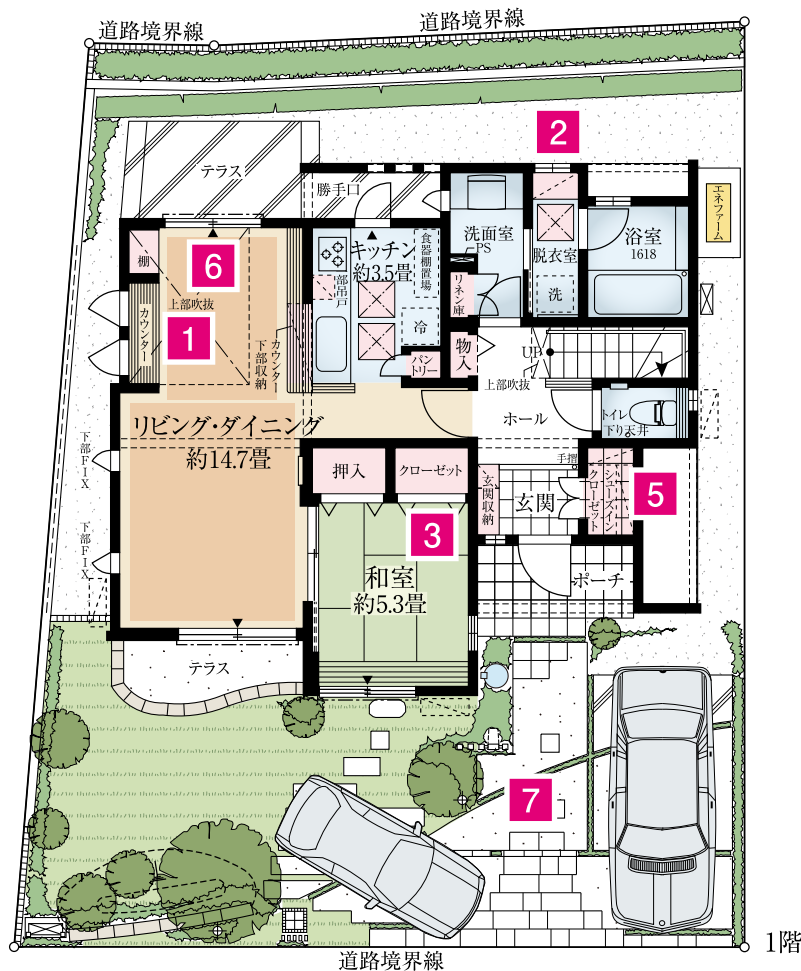 道路境界線
道路境界線
2
テラス
勝手口
エネファーム
洗面室
PS
脱衣室
洗
浴室
1618
キッチン
約3.5畳
食器棚置場
冷
部吊戸
リネン庫
パントリー
物入
棚
6
上部吹抜
カウンター
1
カウンター
下部収納
UP
上部吹抜
ホール
トイレ
下り天井
リビング・ダイニング
約14.7畳
下部FIX
下部FIX
押入
クローゼット
手摺
玄関収納
玄関
シューズイン
クローゼット
5
3
和室
約5.3畳
ポーチ
テラス
7
1階
道路境界線